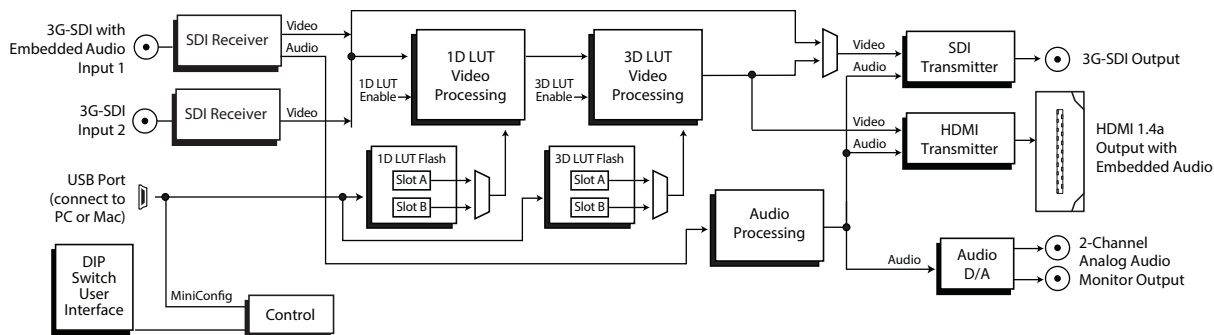 3G-SDI with
Embedded Audio
Input 1
SDI Receiver
Video
Audio
3G-SDI
Input 2
SDI Receiver
Video
1D LUT
Enable
1D LUT
Video
Processing
3D LUT
Enable
3D LUT
Video
Processing
Video
Audio
SDI
Transmitter
3G-SDI Output
Video
Audio
HDMI
Transmitter
HDMI 1.4a
Output with
Embedded Audio
USB Port
(connect to
PC or Mac)
1D LUT Flash
Slot A
Slot B
3D LUT Flash
Slot A
Slot B
Audio
Processing
Audio
Audio
D/A
2-Channel
Analog Audio
Monitor Output
DIP
Switch
User
Interface
MiniConfig
Control